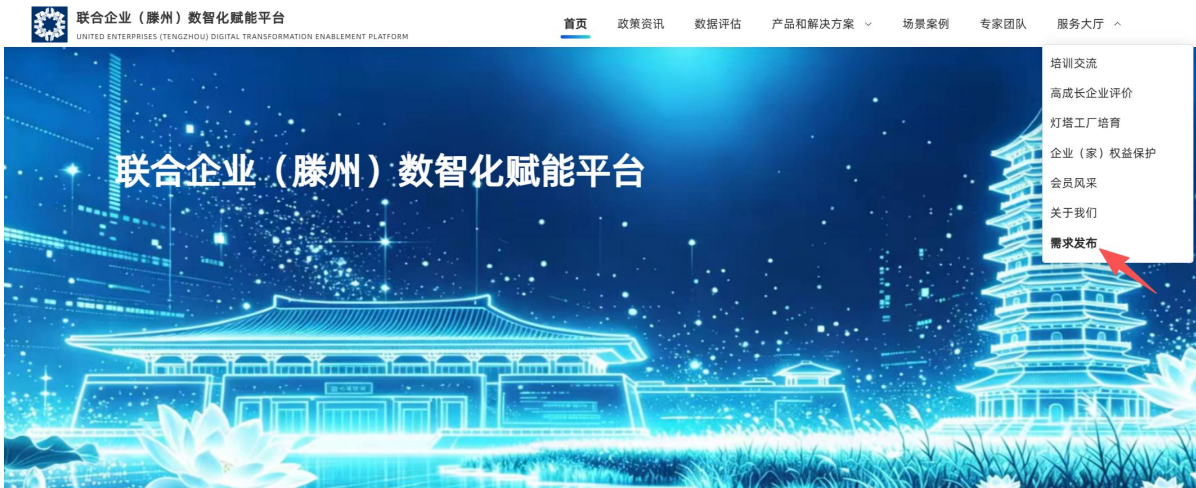 联合企业（滕州）数智化赋能平台
UNITED ENTERPRISES (TENGZHOU) DIGITAL TRANSFORMATION ENABLEMENT PLATFORM
首页 政策资讯 数据评估 产品和解决方案 场景案例 专家团队 服务大厅
培训交流
高成长企业评价
灯塔工厂培育
企业（家）权益保护
会员风采
关于我们
需求发布
联合企业（滕州）数智化赋能平台